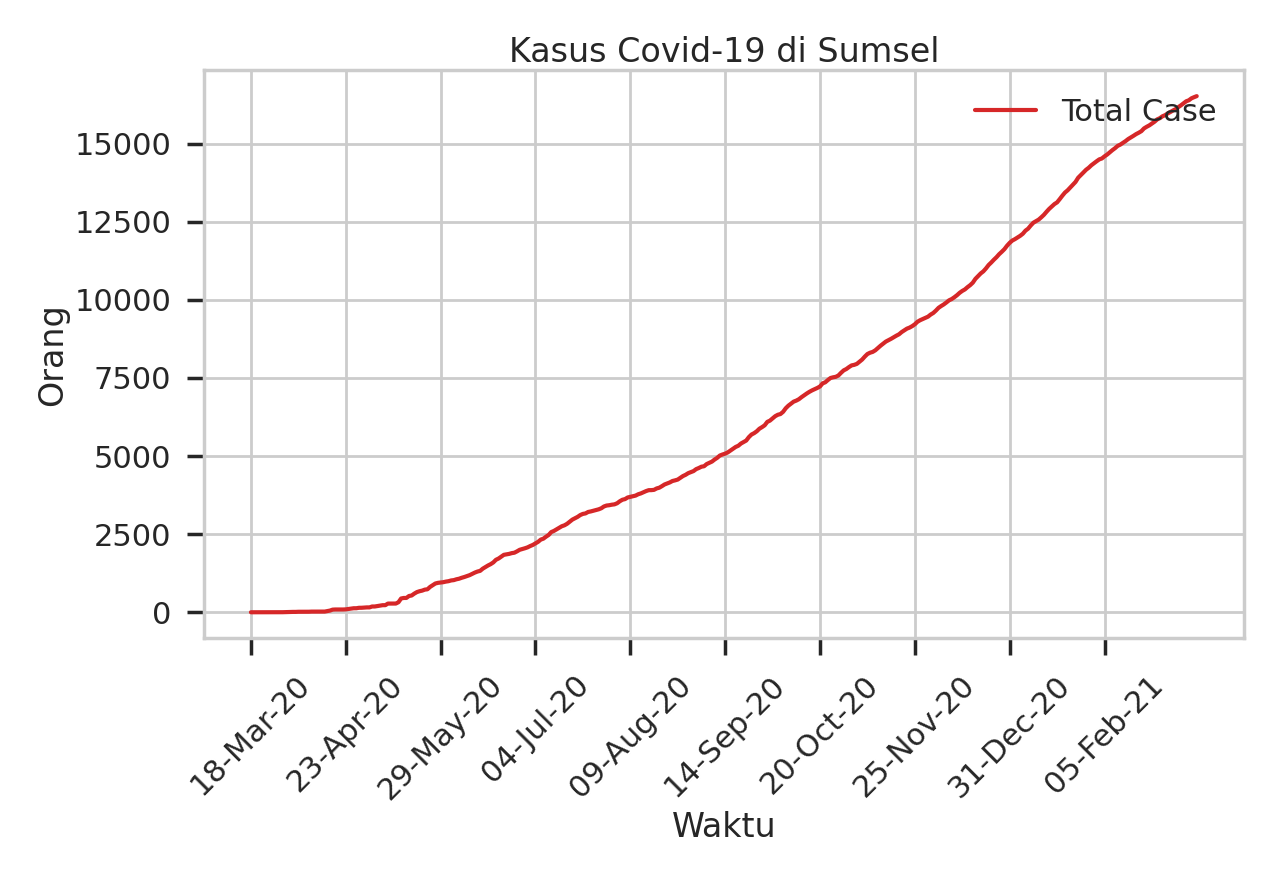 Kasus Covid-19 di Sumsel
Total Case
Orang
15000
12500
10000
7500
5000
2500
0
18-Mar-20
23-Apr-20
29-May-20
04-Jul-20
09-Aug-20
14-Sep-20
20-Oct-20
25-Nov-20
31-Dec-20
05-Feb-21
Waktu